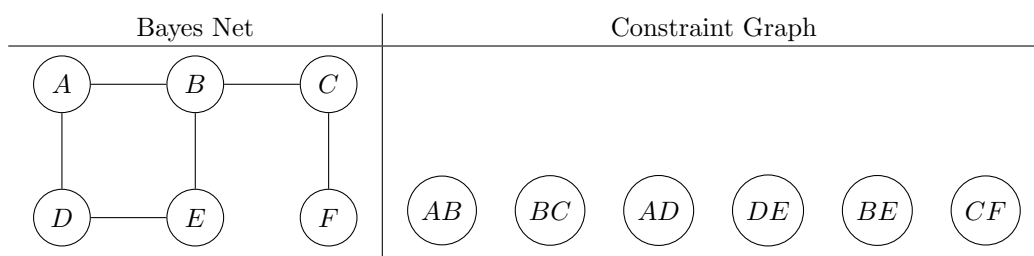 Bayes Net Constraint Graph
A B C
D E F AB BC AD DE BE CF